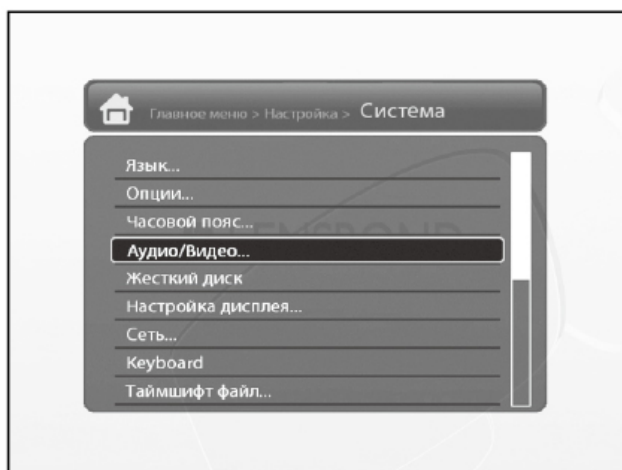 Главное меню > Настройка > Система
Язык...
Опции...
Часовой пояс...
Аудио/Видео...
Жесткий диск
Настройка дисплея...
Сеть...
Keyboard
Таймшифт файл...